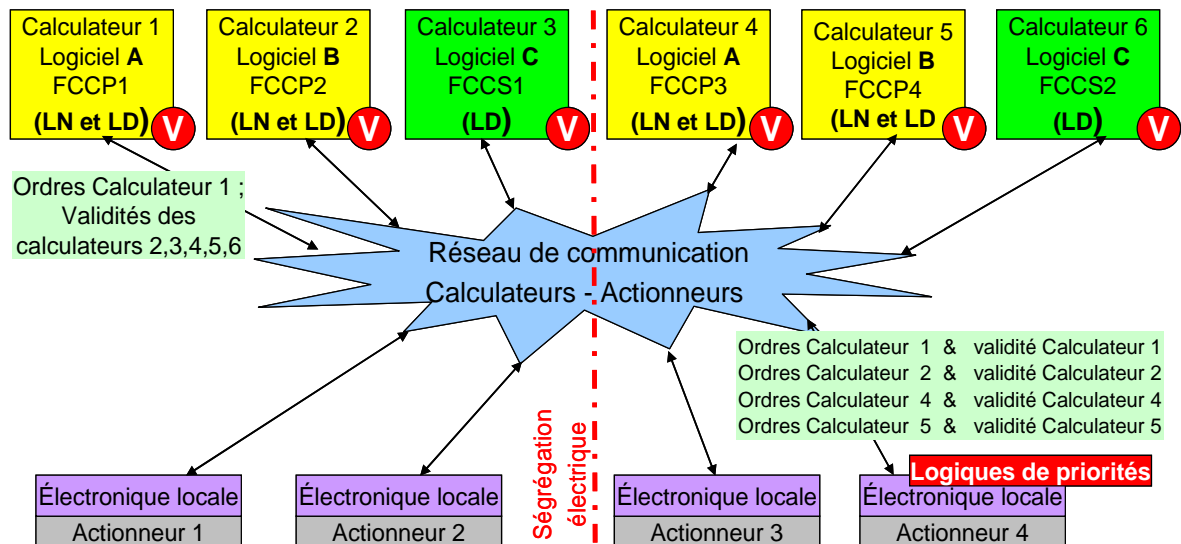 Calculateur 1
Logiciel A
FCCP1
(LN et LD)
V
Calculateur 2
Logiciel B
FCCP2
(LN et LD)
V
Calculateur 3
Logiciel C
FCCS1
(LD)
V
Calculateur 4
Logiciel A
FCCP3
(LN et LD)
V
Calculateur 5
Logiciel B
FCCP4
(LN et LD
V
Calculateur 6
Logiciel C
FCCS2
(LD)
V
Ordres Calculateur 1 ;
Validités des
calculateurs 2,3,4,5,6
Réseau de communication
Calculateurs - Actionneurs
Ordres Calculateur 1 & validité Calculateur 1
Ordres Calculateur 2 & validité Calculateur 2
Ordres Calculateur 4 & validité Calculateur 4
Ordres Calculateur 5 & validité Calculateur 5
Ségrégation
électrique
Logiques de priorités
Électronique locale
Actionneur 1
Électronique locale
Actionneur 2
Électronique locale
Actionneur 3
Électronique locale
Actionneur 4